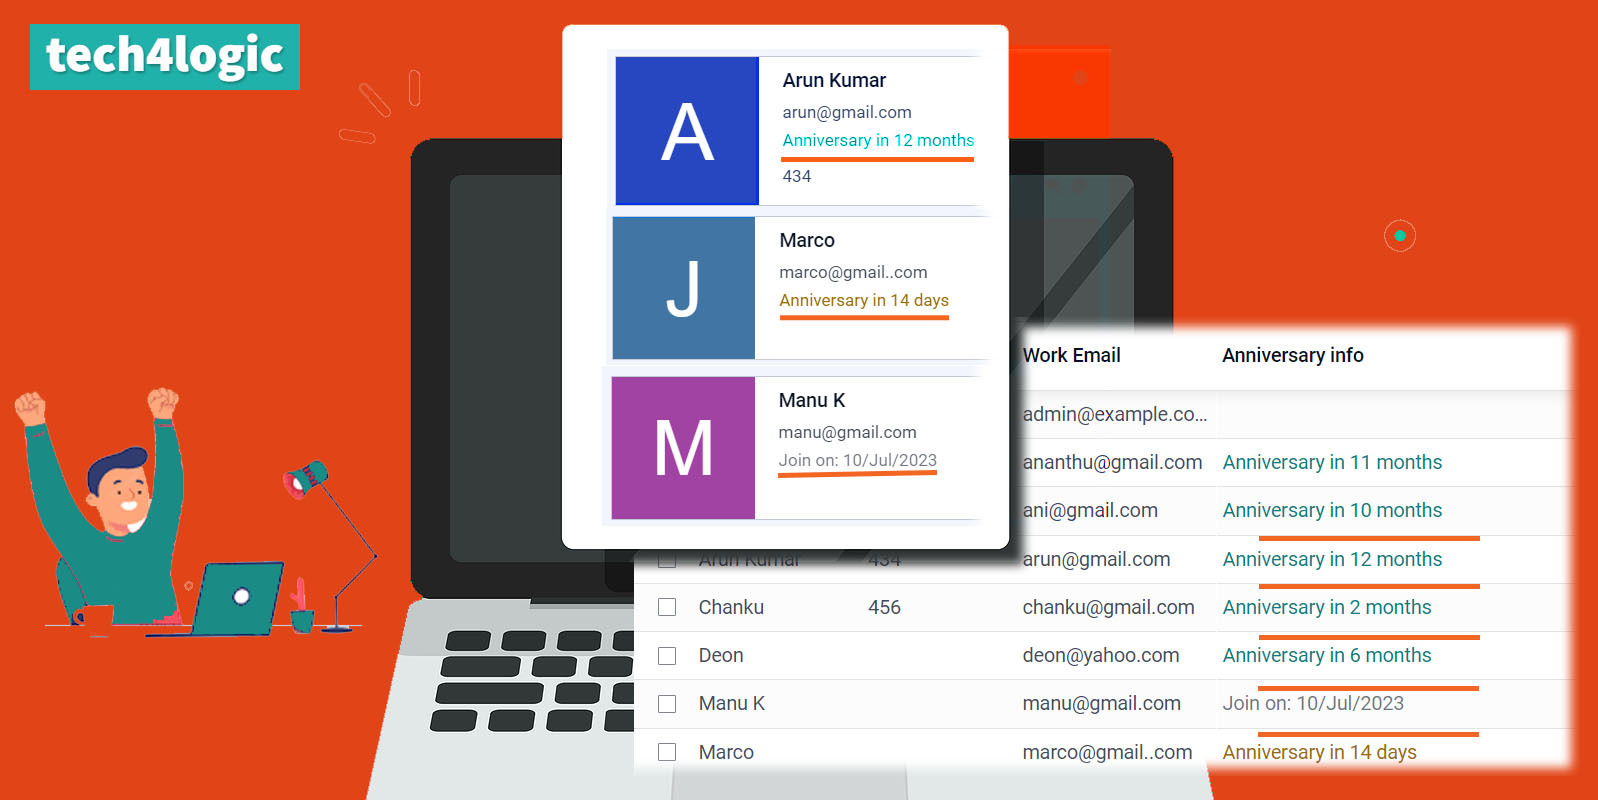 tech4logic
A
Arun Kumar
arun@gmail.com
Anniversary in 12 months
434
J
Marco
marco@gmail..com
Anniversary in 14 days
M
Manu K
manu@gmail.com
Join on: 10/Jul/2023
Work Email Anniversary info
admin@example.co...
ananthu@gmail.com Anniversary in 11 months
ani@gmail.com Anniversary in 10 months
Arun Kumar 434 arun@gmail.com Anniversary in 12 months
Chanku 456 chanku@gmail.com Anniversary in 2 months
Deon deon@yahoo.com Anniversary in 6 months
Manu K manu@gmail.com Join on: 10/Jul/2023
Marco marco@gmail..com Anniversary in 14 days